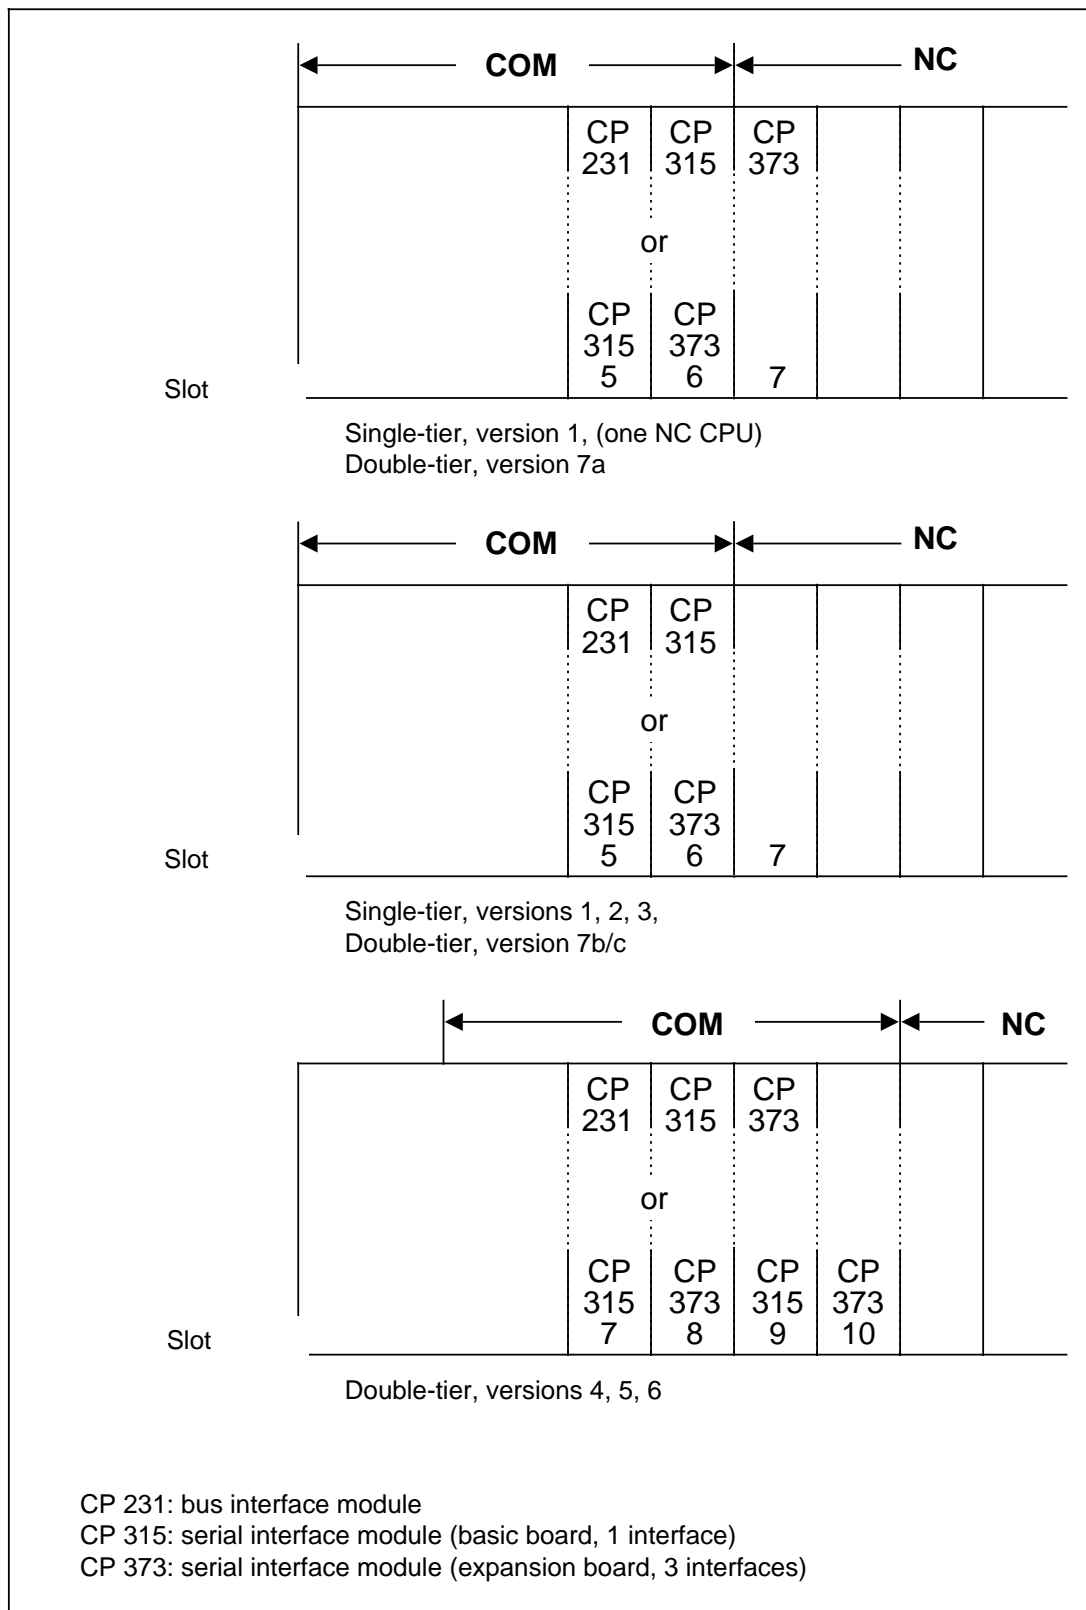 COM NC
CP CP CP
231 315 373
or
CP CP
315 373
Slot 5 6 7
Single-tier, version 1, (one NC CPU)
Double-tier, version 7a
COM NC
CP CP
231 315
or
CP CP
315 373
Slot 5 6 7
Single-tier, versions 1, 2, 3,
Double-tier, version 7b/c
COM NC
CP CP CP
231 315 373
or
CP CP CP CP
315 373 315 373
Slot 7 8 9 10
Double-tier, versions 4, 5, 6
CP 231: bus interface module
CP 315: serial interface module (basic board, 1 interface)
CP 373: serial interface module (expansion board, 3 interfaces)